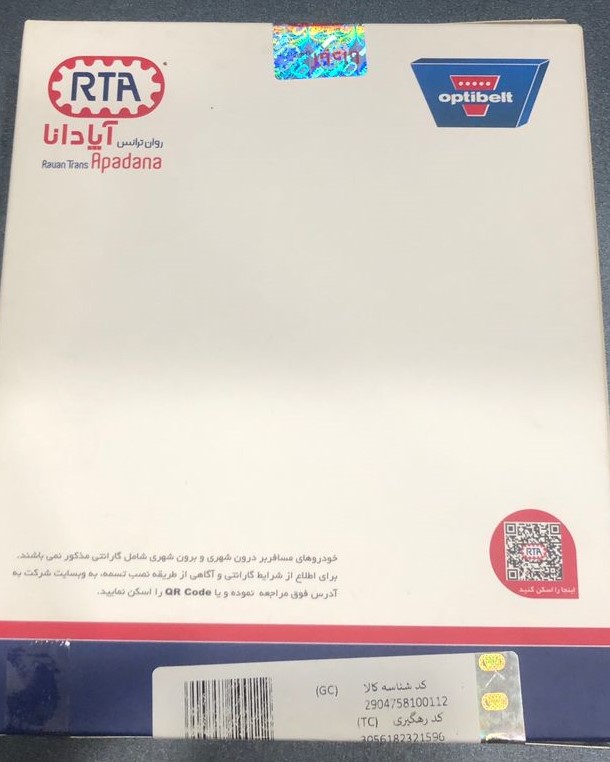 RTA
روان ترانس آپادانا
Ravan Trans Apadana
optibelt
خودروهای مسافربر درون شهری و برون شهری شامل گارانتی مذکور نمی باشند.
برای اطلاع از شرایط گارانتی و آگاهی از طریقه نصب تسمه، به وبسایت شرکت به
آدرس فوق مراجعه نموده و یا QR Code را اسکن نمایید.
RTA
اینجا را اسکن کنید
کد شناسه کالا (GC)
2904758100112
کد رهگیری (TC)
3056182321596